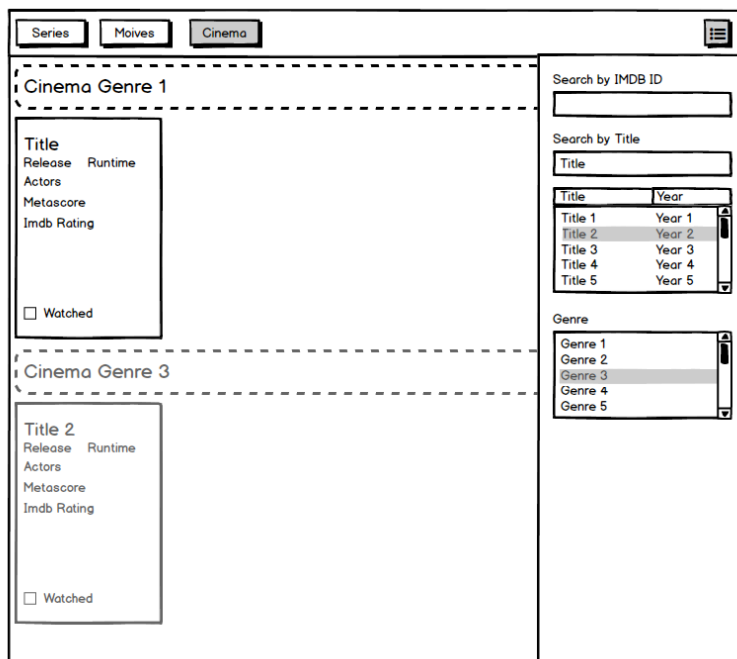 Series Moives Cinema
Cinema Genre 1
Title
Release Runtime
Actors
Metascore
Imdb Rating
Watched
Cinema Genre 3
Title 2
Release Runtime
Actors
Metascore
Imdb Rating
Watched
Search by IMDB ID
Search by Title
Title
Title Year
Title 1 Year 1
Title 2 Year 2
Title 3 Year 3
Title 4 Year 4
Title 5 Year 5
Genre
Genre 1
Genre 2
Genre 3
Genre 4
Genre 5